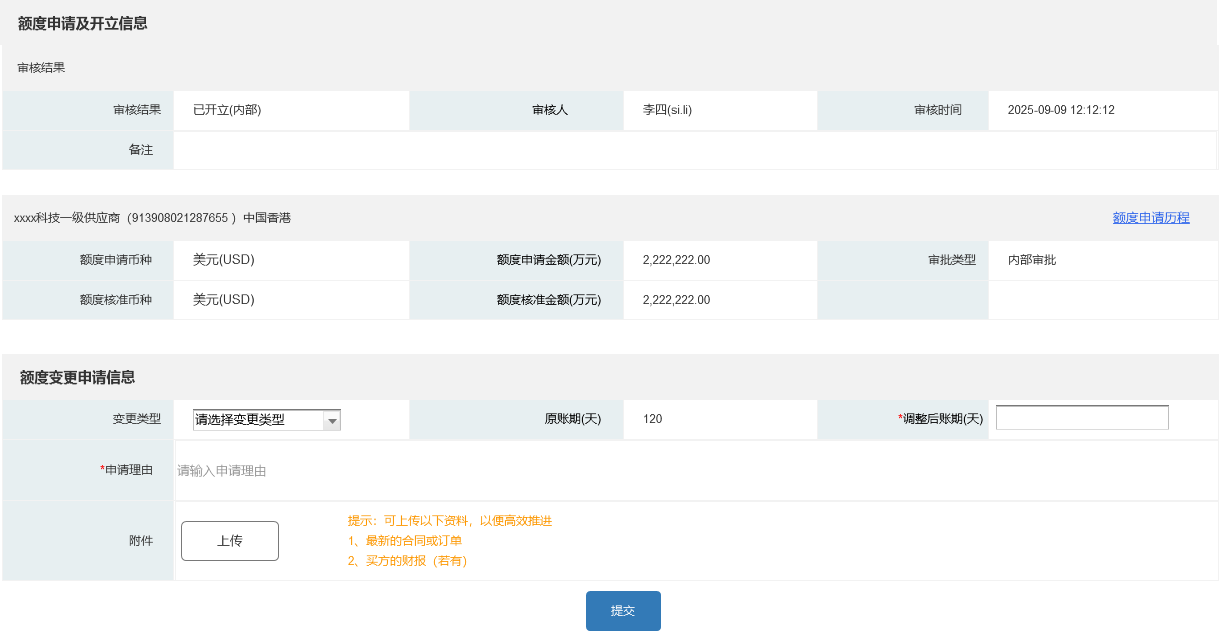 额度申请及开立信息
审核结果
审核结果 已开立(内部) 审核人 李四(si.li) 审核时间 2025-09-09 12:12:12
备注
xxxx科技一级供应商（913908021287655 ）中国香港 额度申请历程
额度申请币种 美元(USD) 额度申请金额(万元) 2,222,222.00 审批类型 内部审批
额度核准币种 美元(USD) 额度核准金额(万元) 2,222,222.00
额度变更申请信息
变更类型 请选择变更类型 原账期(天) 120 *调整后账期(天)
*申请理由 请输入申请理由
附件 上传
提示：可上传以下资料，以便高效推进
1、最新的合同或订单
2、买方的财报（若有）
提交